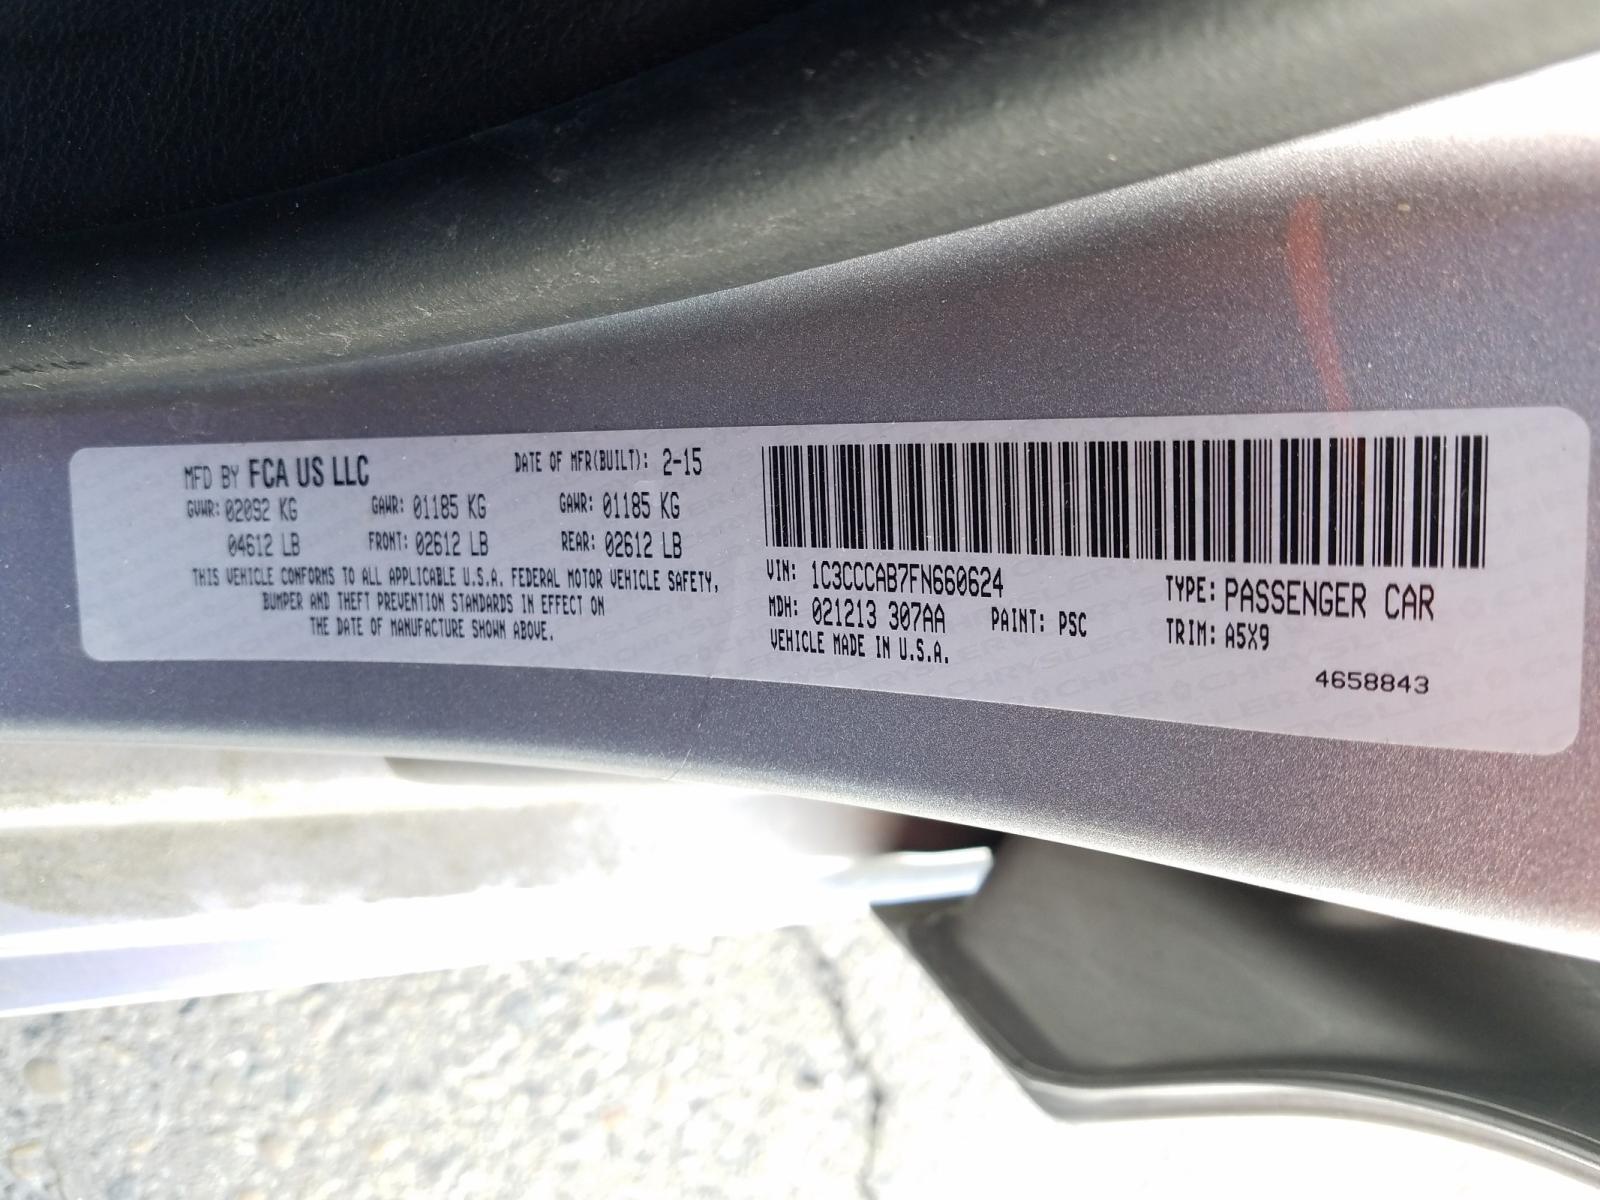 MFD BY FCA US LLC DATE OF MFR(BUILT): 2-15
GVWR: 02092 KG GAWR: 01185 KG GAWR: 01185 KG
04612 LB FRONT: 02612 LB REAR: 02612 LB
THIS VEHICLE CONFORMS TO ALL APPLICABLE U.S.A. FEDERAL MOTOR VEHICLE SAFETY,
BUMPER AND THEFT PREVENTION STANDARDS IN EFFECT ON
THE DATE OF MANUFACTURE SHOWN ABOVE.
VIN: 1C3CCCAB7FN660624 TYPE: PASSENGER CAR
MDH: 021213 307AA PAINT: PSC TRIM: A5X9
VEHICLE MADE IN U.S.A.
4658843
CHRYSLER CHRYSLER